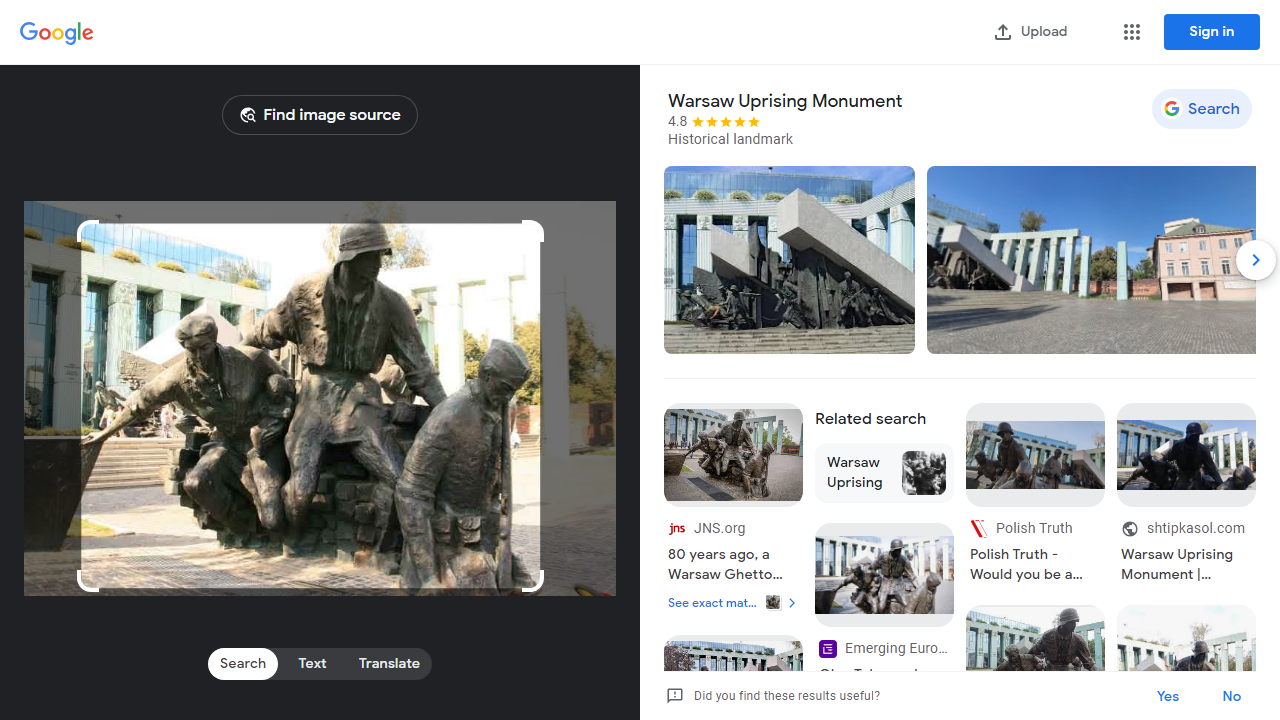 Google
Upload
Sign in
Find image source
Search
Text
Translate
Warsaw Uprising Monument
4.8
Historical landmark
Search
Related search
Warsaw
Uprising
jns JNS.org
80 years ago, a
Warsaw Ghetto...
See exact mat...
Emerging Euro...
Polish Truth
Polish Truth -
Would you be a...
shtipkasol.com
Warsaw Uprising
Monument |...
Did you find these results useful?
Yes
No